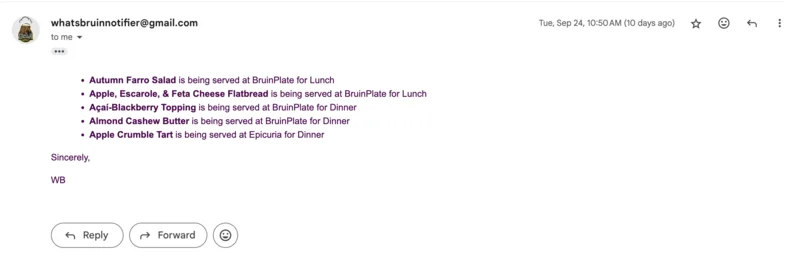 whatsbruinnotifier@gmail.com
Tue, Sep 24, 10:50 AM (10 days ago)
to me
• Autumn Farro Salad is being served at BruinPlate for Lunch
• Apple, Escarole, & Feta Cheese Flatbread is being served at BruinPlate for Lunch
• Açaí-Blackberry Topping is being served at BruinPlate for Dinner
• Almond Cashew Butter is being served at BruinPlate for Dinner
• Apple Crumble Tart is being served at Epicuria for Dinner
Sincerely,
WB
Reply
Forward